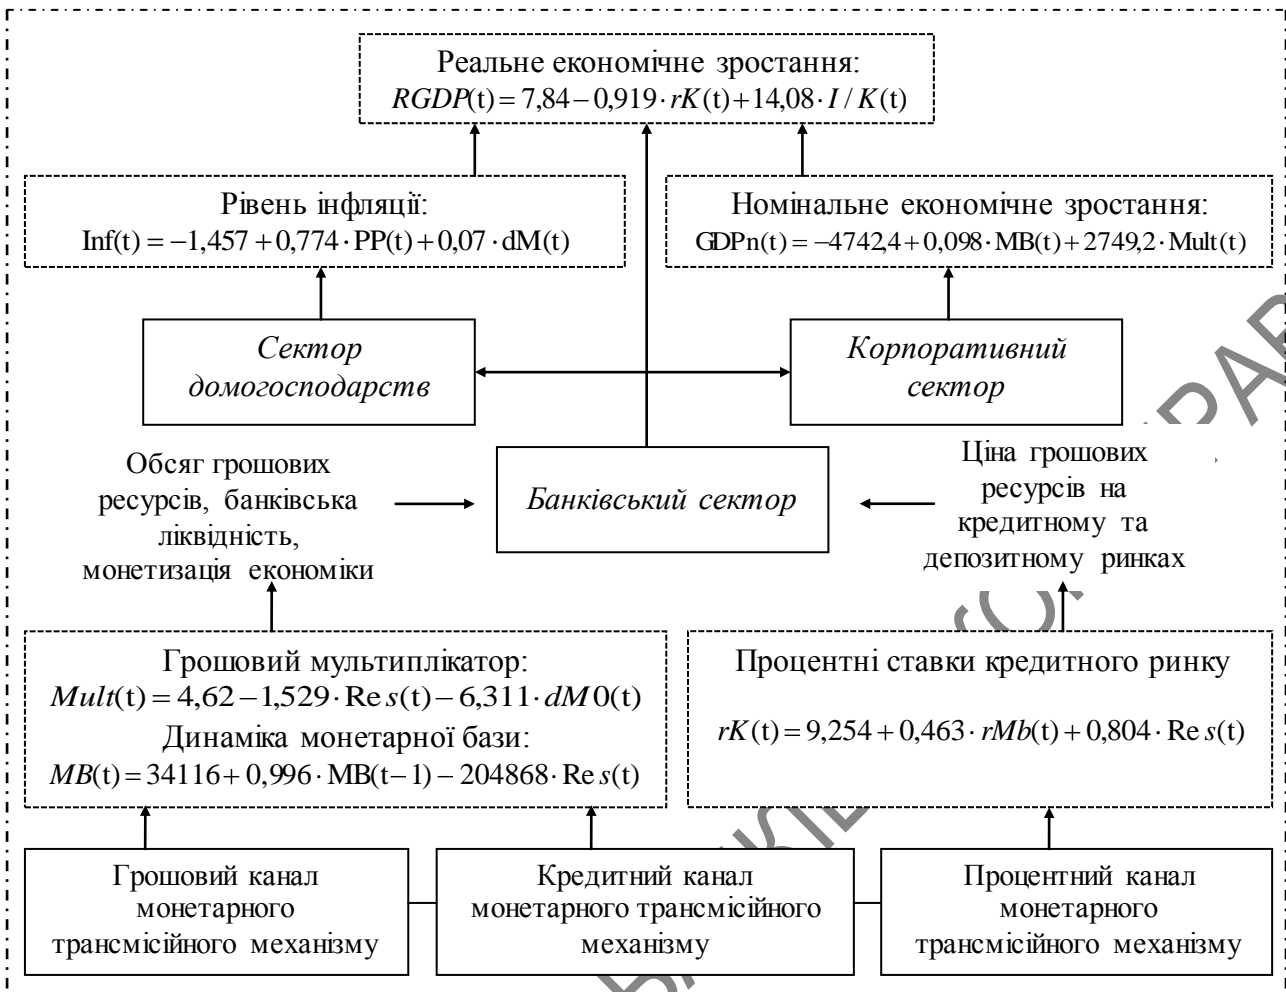 Реальне економічне зростання:
RGDP(t) = 7,84 − 0,919 · rK(t) + 14,08 · I / K(t)
Рівень інфляції:
Inf(t) = −1,457 + 0,774 · PP(t) + 0,07 · dM(t)
Номінальне економічне зростання:
GDPn(t) = −4742,4 + 0,098 · MB(t) + 2749,2 · Mult(t)
Сектор
домогосподарств
Корпоративний
сектор
Обсяг грошових
ресурсів, банківська
ліквідність,
монетизація економіки
Банківський сектор
Ціна грошових
ресурсів на
кредитному та
депозитному ринках
Грошовий мультиплікатор:
Mult(t) = 4,62 − 1,529 · Re s(t) − 6,311 · dM0(t)
Динаміка монетарної бази:
MB(t) = 34116 + 0,996 · MB(t−1) − 204868 · Re s(t)
Процентні ставки кредитного ринку
rK(t) = 9,254 + 0,463 · rMb(t) + 0,804 · Re s(t)
Грошовий канал
монетарного
трансмісійного механізму
Кредитний канал
монетарного трансмісійного
механізму
Процентний канал
монетарного
трансмісійного механізму